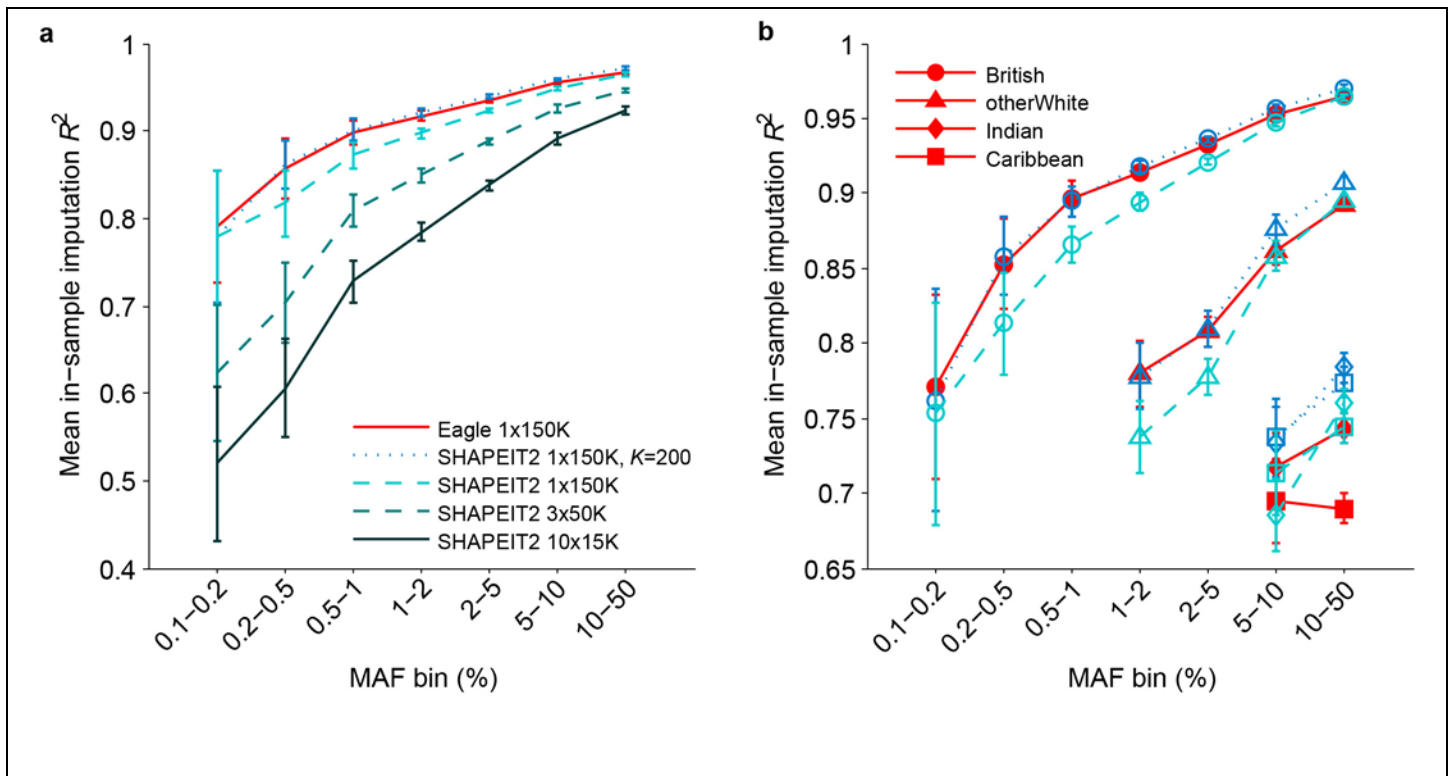 a
Mean in−sample imputation R²
1
0.9
0.8
0.7
0.6
0.5
0.4
Eagle 1x150K
SHAPEIT2 1x150K, K=200
SHAPEIT2 1x150K
SHAPEIT2 3x50K
SHAPEIT2 10x15K
0.1−0.2
0.2−0.5
0.5−1
1−2
2−5
5−10
10−50
MAF bin (%)
b
Mean in−sample imputation R²
1
0.95
0.9
0.85
0.8
0.75
0.7
0.65
British
otherWhite
Indian
Caribbean
0.1−0.2
0.2−0.5
0.5−1
1−2
2−5
5−10
10−50
MAF bin (%)